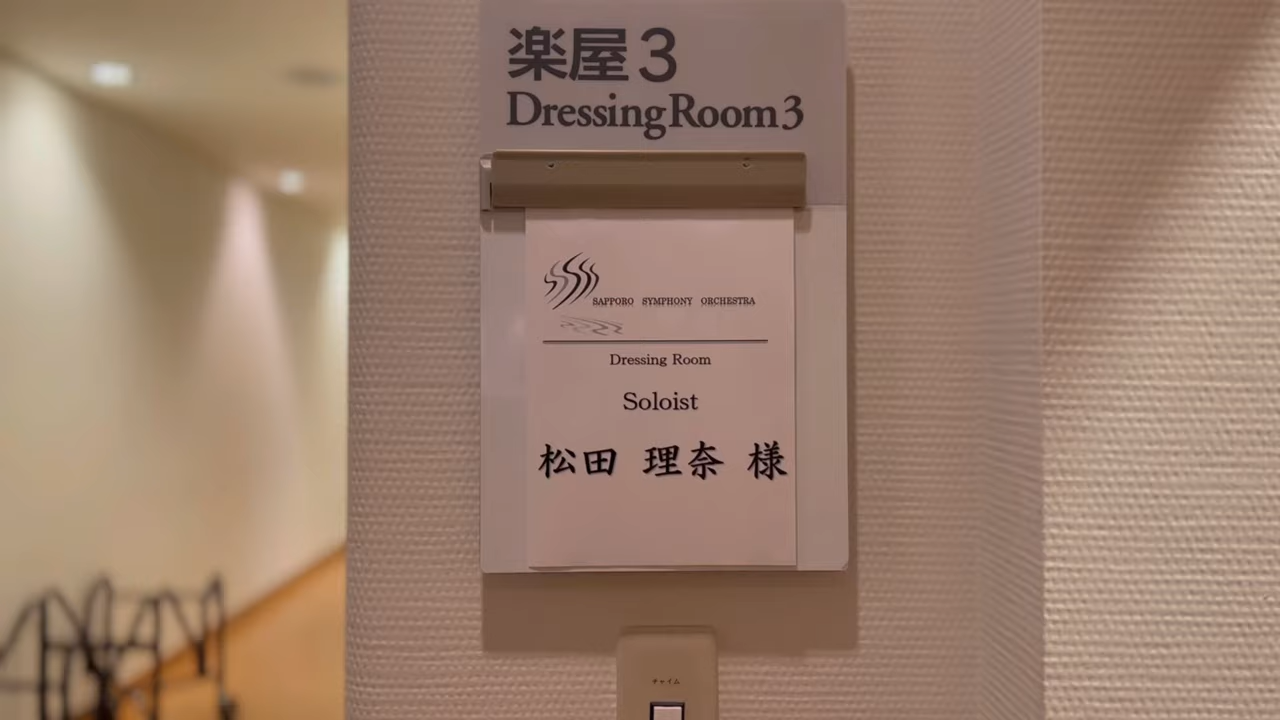 楽屋3
Dressing Room 3
SAPPORO SYMPHONY ORCHESTRA
Dressing Room
Soloist
松田 理奈 様
チャイム